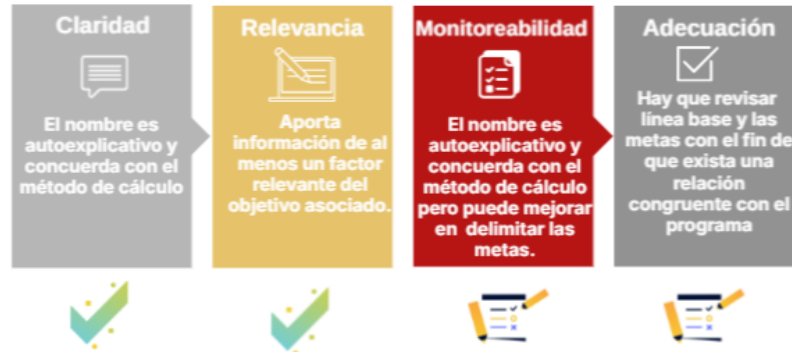 Claridad
El nombre es
autoexplicativo y
concuerda con el
método de cálculo
Relevancia
Aporta
información de al
menos un factor
relevante del
objetivo asociado.
Monitoreabilidad
El nombre es
autoexplicativo y
concuerda con el
método de cálculo
pero puede mejorar
en delimitar las
metas.
Adecuación
Hay que revisar
línea base y las
metas con el fin de
que exista una
relación
congruente con el
programa